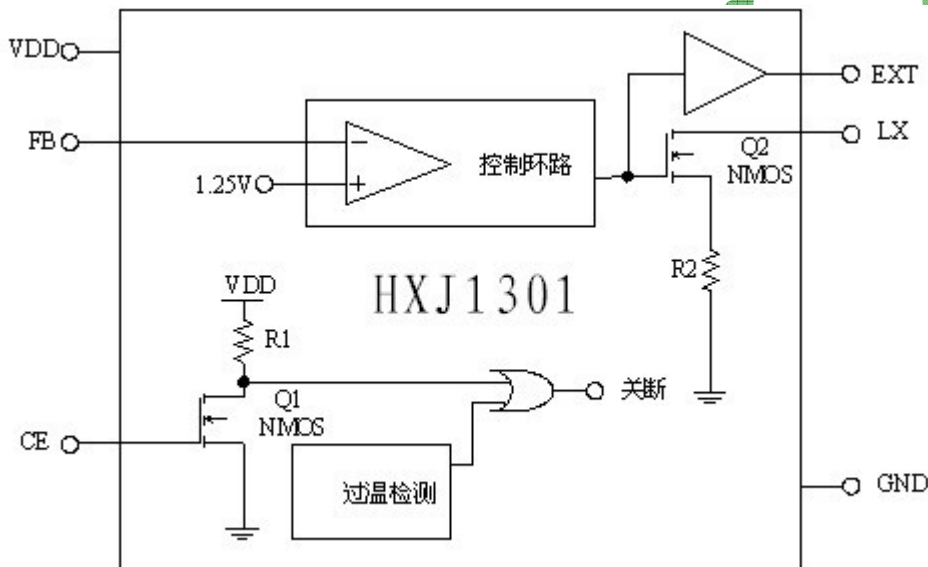 VDD
EXT
FB
LX
控制环路
Q2
NMOS
1.25V
R2
VDD
HXJ1301
R1
关断
Q1
NMOS
CE
过温检测
GND